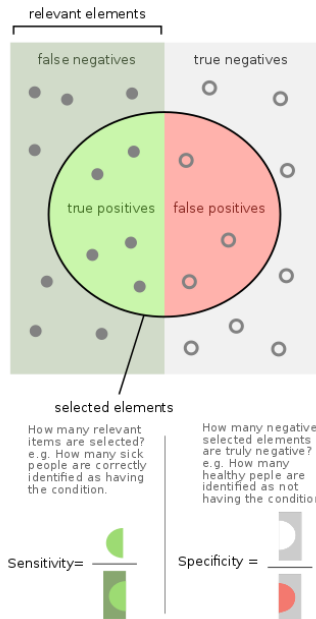 relevant elements
false negatives
true negatives
true positives
false positives
selected elements
How many relevant
items are selected?
e.g. How many sick
people are correctly
identified as having
the condition.
How many negative
selected elements
are truly negative?
e.g. How many
healthy peple are
identified as not
having the condition
Sensitivity=
Specificity =